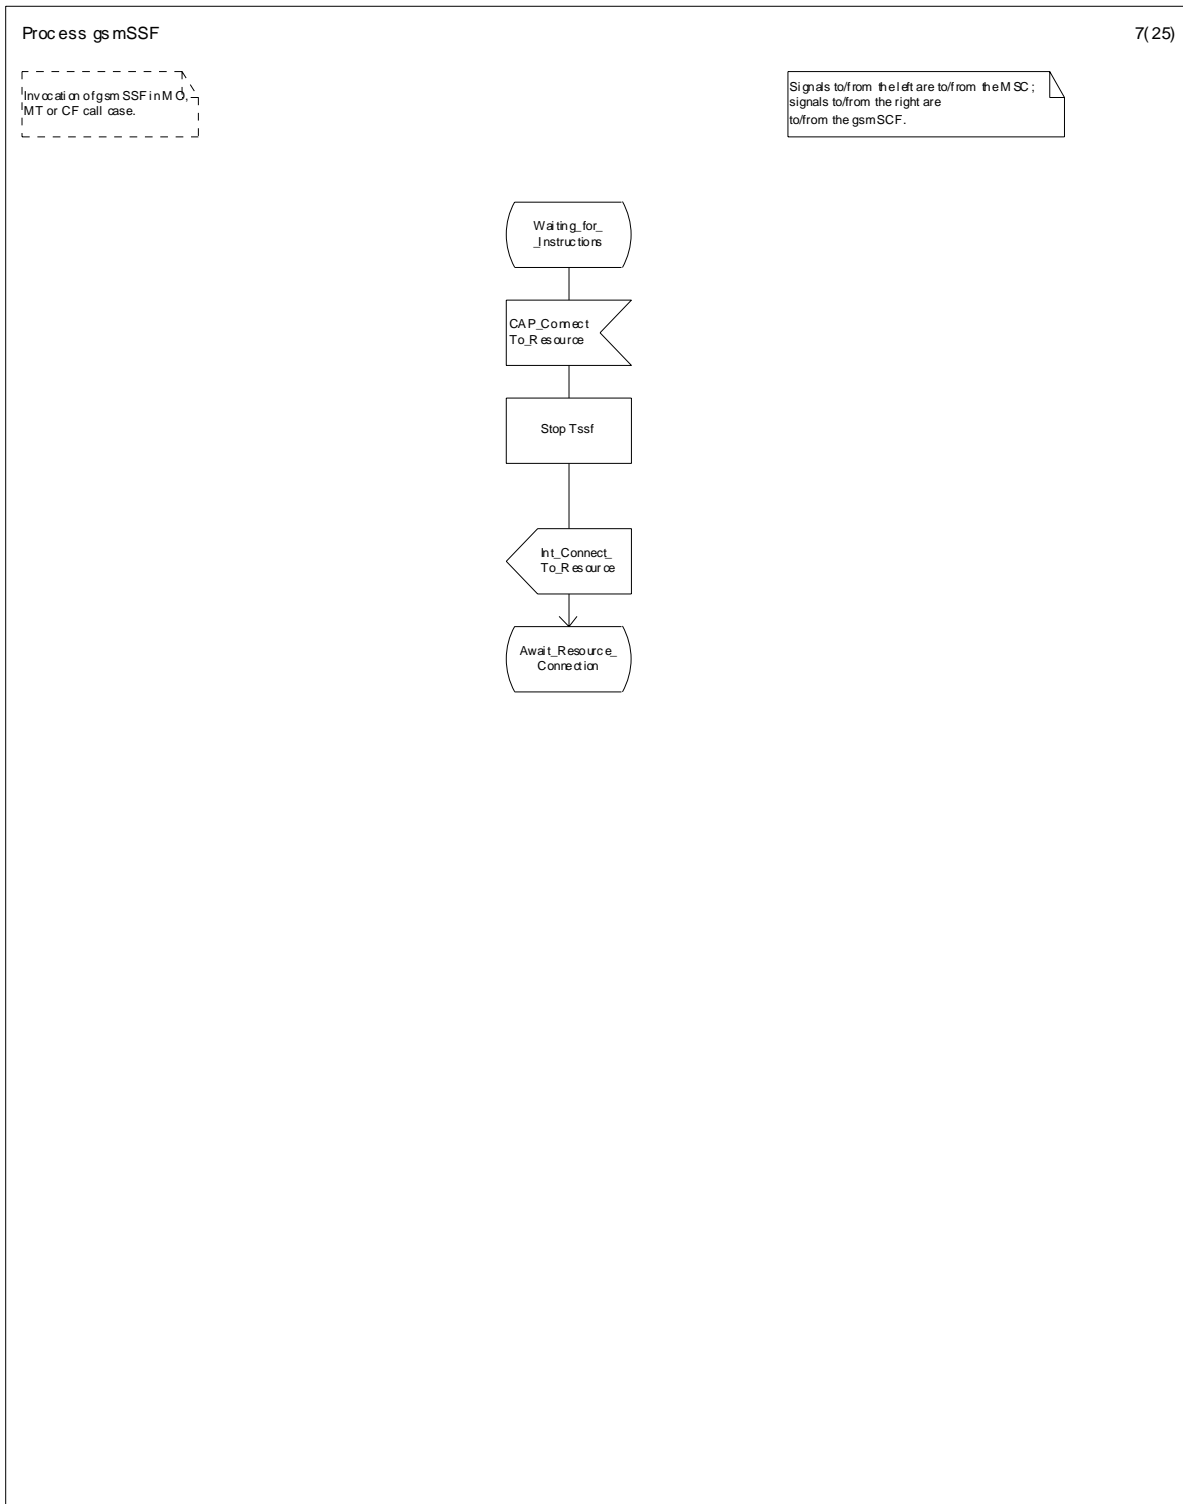 Process gsmSSF
7(25)
Invocation of gsmSSF in MO,
MT or CF call case.
Signals to/from the left are to/from the MSC;
signals to/from the right are
to/from the gsmSCF.
Waiting_for_
_Instructions
CAP_Connect
To_Resource
Stop Tssf
Int_Connect_
To_Resource
Await_Resource_
Connection